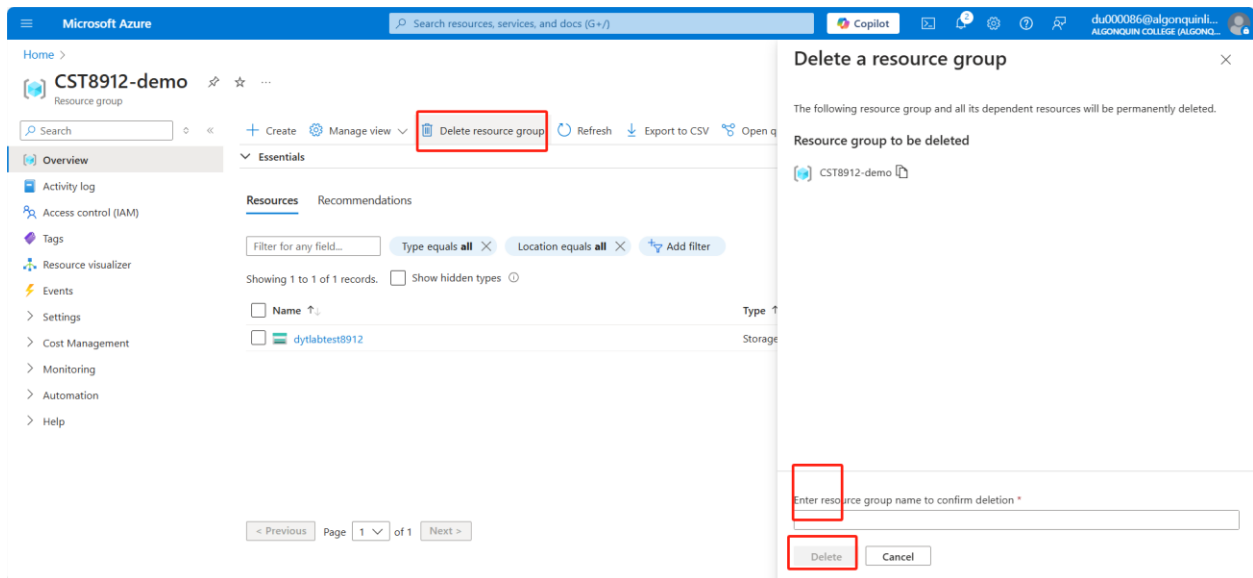 Microsoft Azure
Search resources, services, and docs (G+/)
Copilot
2
du000086@algonquinli...
ALGONQUIN COLLEGE (ALGONQ...
Home >
CST8912-demo
Resource group
Search
Overview
Activity log
Access control (IAM)
Tags
Resource visualizer
Events
Settings
Cost Management
Monitoring
Automation
Help
Create Manage view Delete resource group Refresh Export to CSV Open q
Essentials
Resources Recommendations
Filter for any field... Type equals all Location equals all Add filter
Showing 1 to 1 of 1 records. Show hidden types
Name Type
dytlabtest8912 Storage
< Previous Page 1 of 1 Next >
Delete a resource group
The following resource group and all its dependent resources will be permanently deleted.
Resource group to be deleted
CST8912-demo
Enter resource group name to confirm deletion *
Delete Cancel